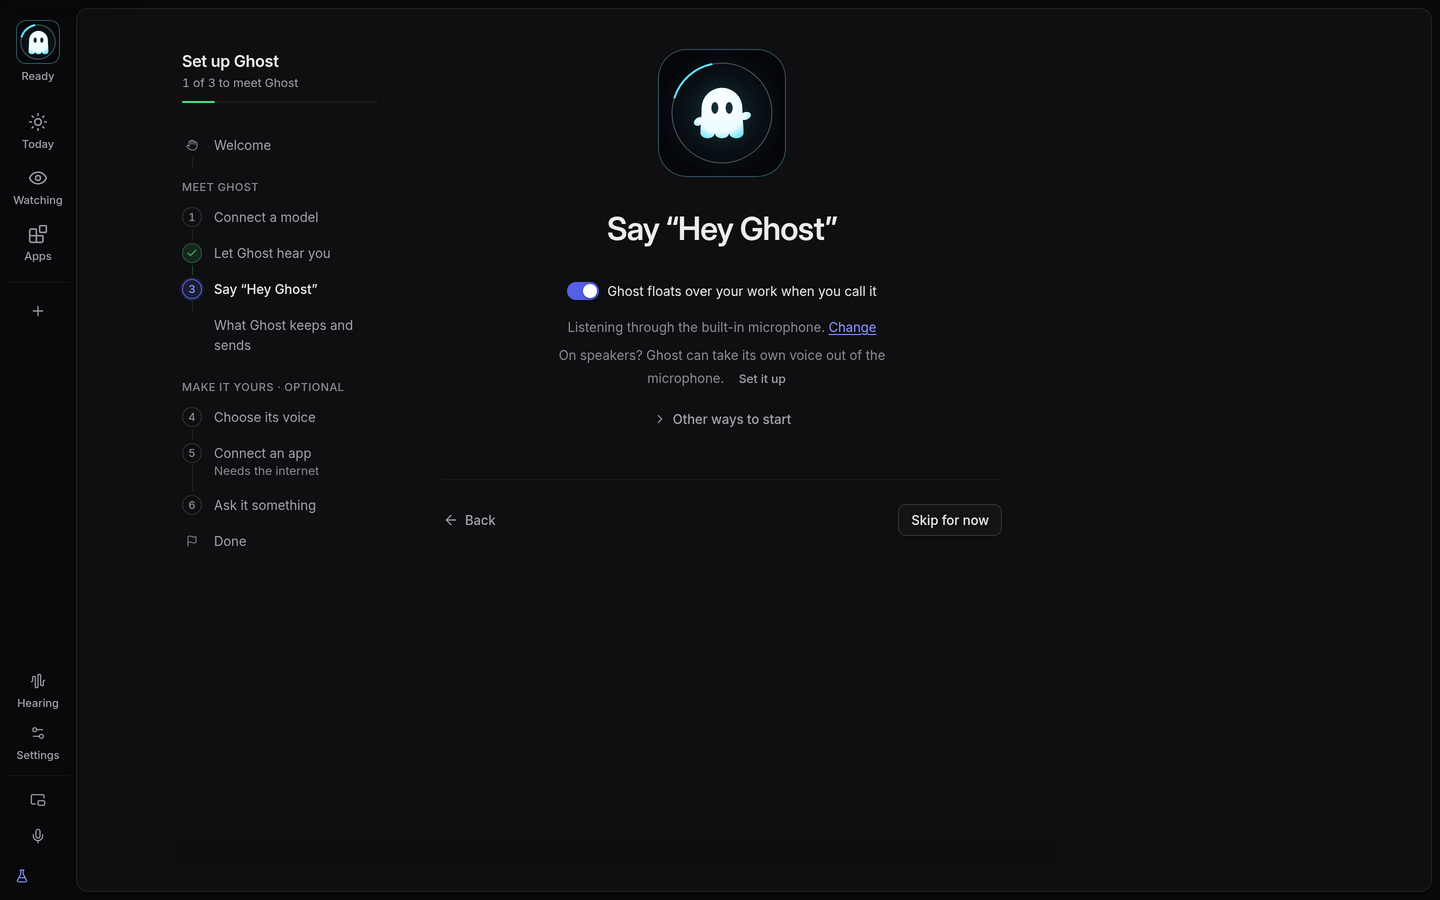 Ready
Today
Watching
Apps
Hearing
Settings
Set up Ghost
1 of 3 to meet Ghost
Welcome
MEET GHOST
1 Connect a model
Let Ghost hear you
3 Say “Hey Ghost”
What Ghost keeps and
sends
MAKE IT YOURS · OPTIONAL
4 Choose its voice
5 Connect an app
Needs the internet
6 Ask it something
Done
Say “Hey Ghost”
Ghost floats over your work when you call it
Listening through the built-in microphone. Change
On speakers? Ghost can take its own voice out of the
microphone. Set it up
Other ways to start
Back
Skip for now